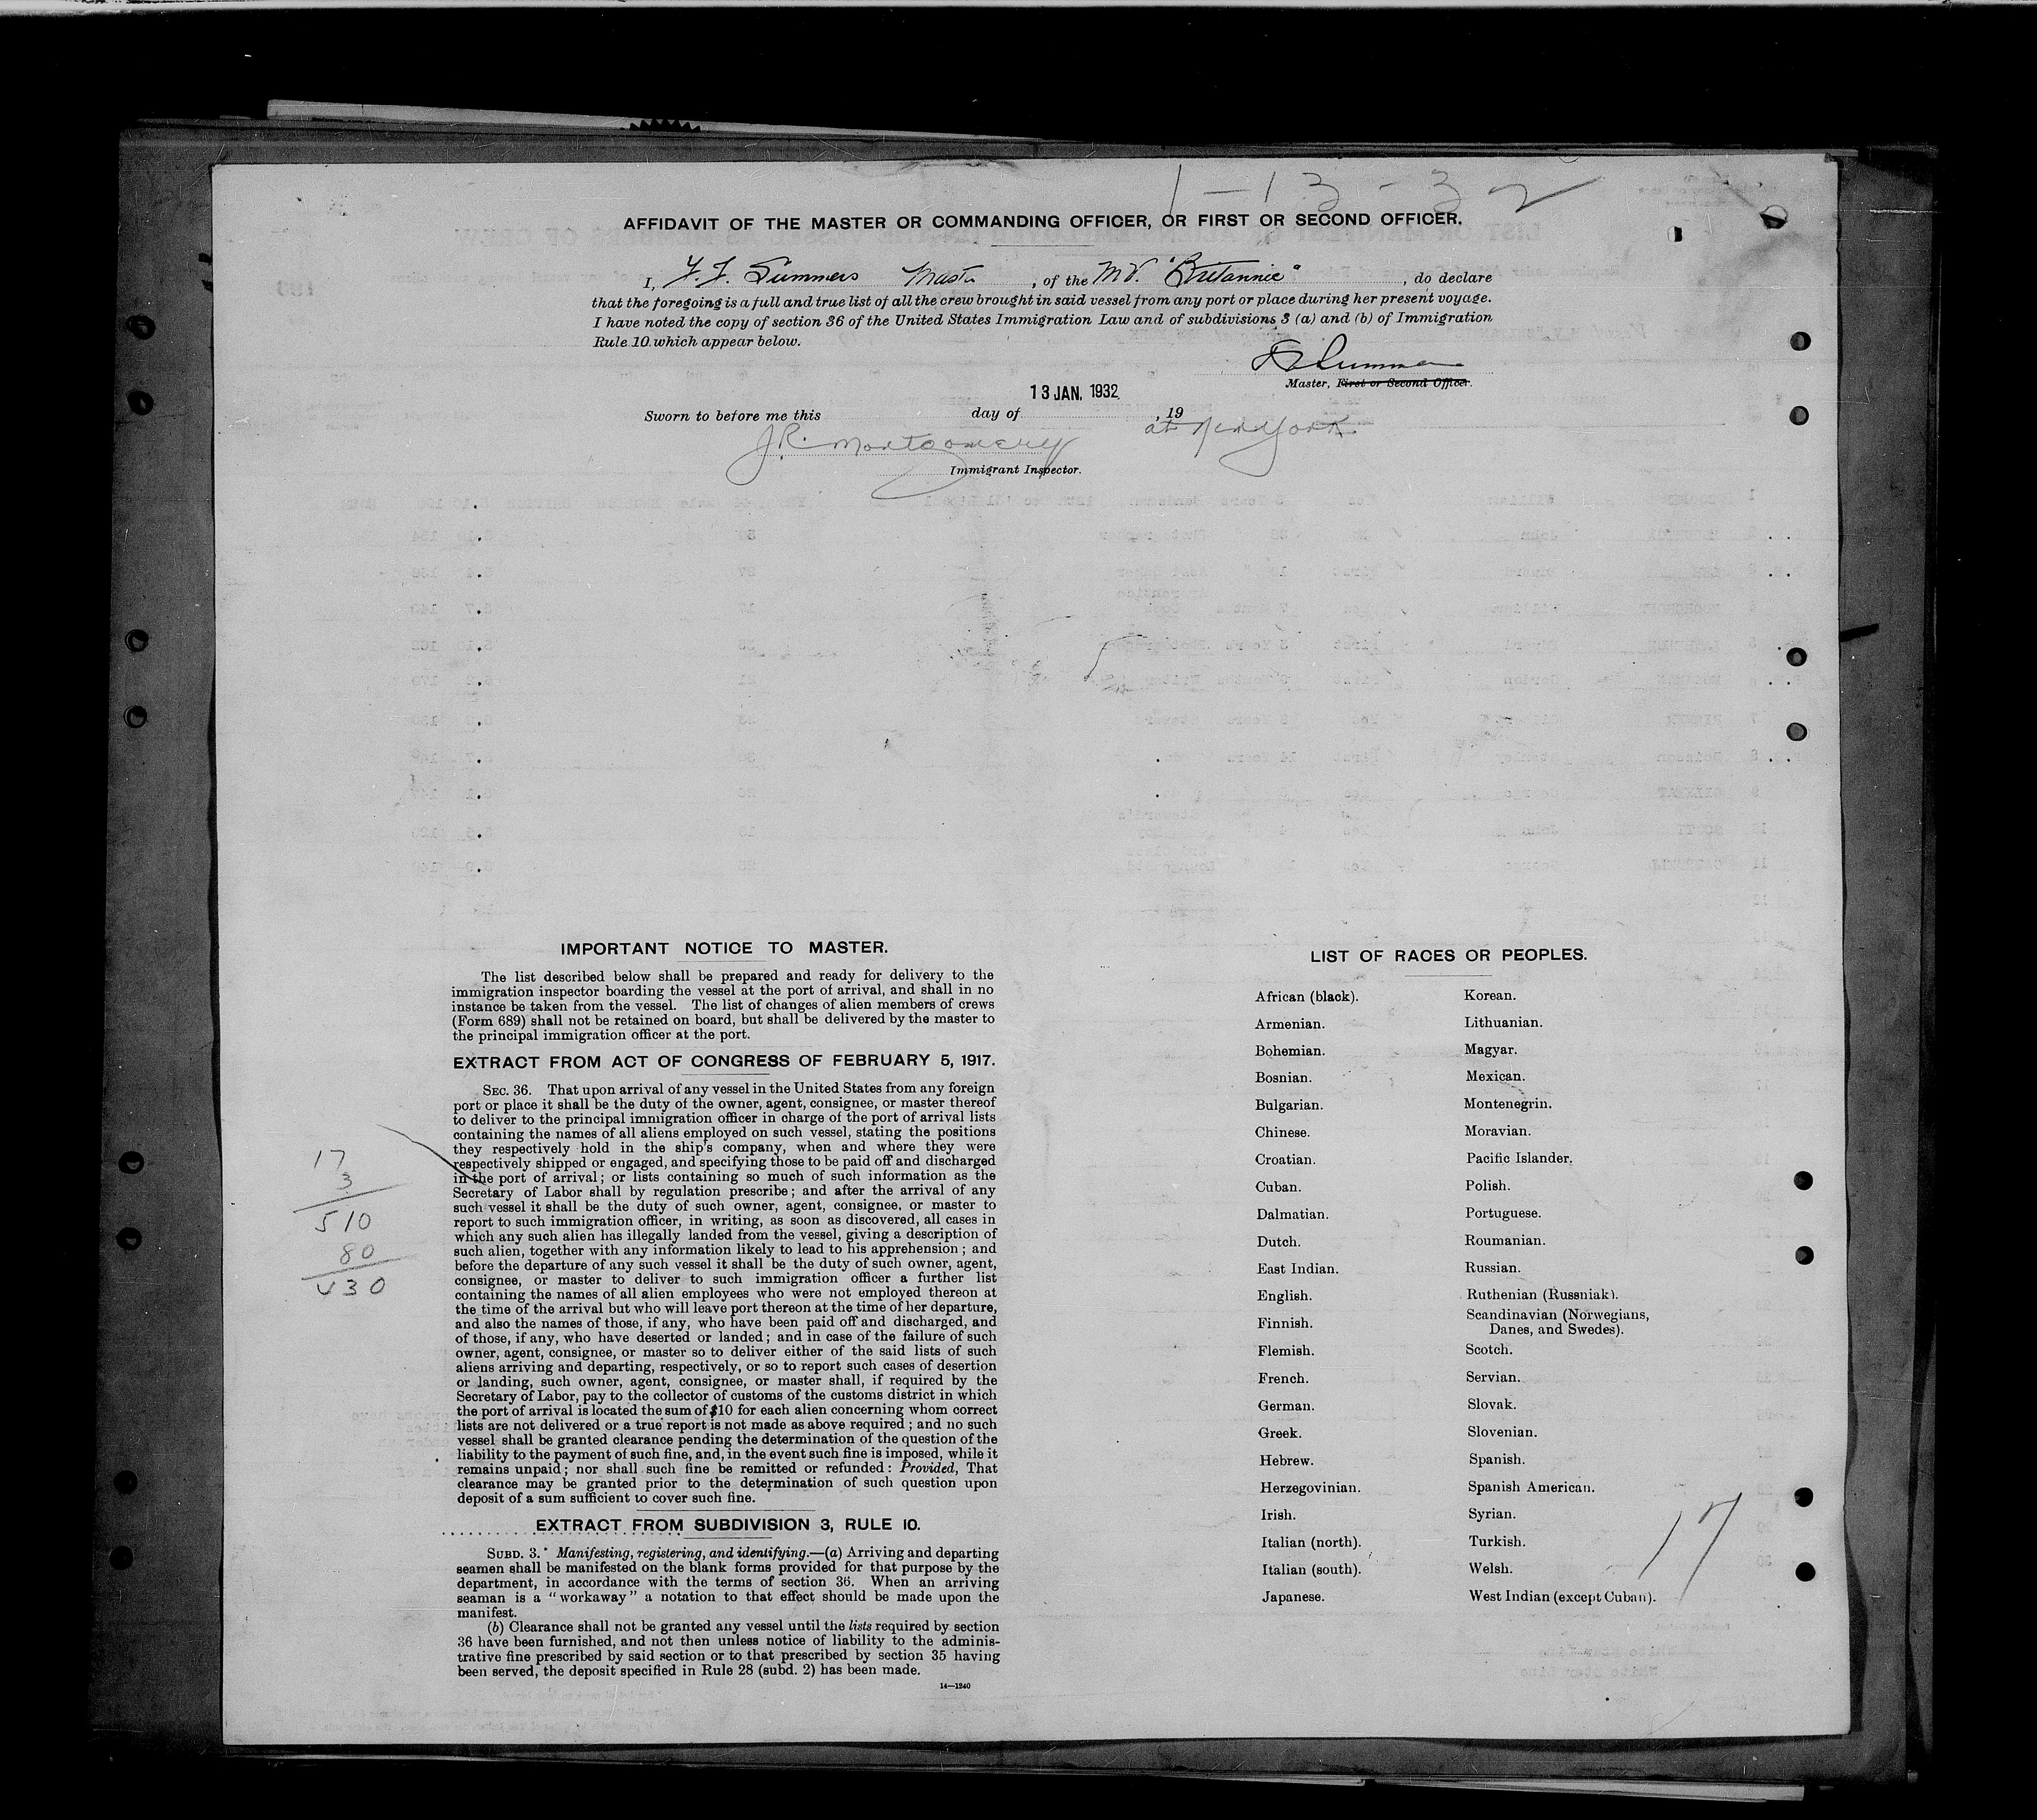 1-13-32
AFFIDAVIT OF THE MASTER OR COMMANDING OFFICER, OR FIRST OR SECOND OFFICER.
I, F. F. Summers Master, of the MV. "Britannic", do declare
that the foregoing is a full and true list of all the crew brought in said vessel from any port or place during her present voyage.
I have noted the copy of section 36 of the United States Immigration Law and of subdivisions 3 (a) and (b) of Immigration
Rule 10 which appear below.
Master, First or Second Officer.
13 JAN. 1932
Sworn to before me this day of , 19
at New York.
J.R. Montgomery
Immigrant Inspector.
IMPORTANT NOTICE TO MASTER.
The list described below shall be prepared and ready for delivery to the
immigration inspector boarding the vessel at the port of arrival, and shall in no
instance be taken from the vessel. The list of changes of alien members of crews
(Form 689) shall not be retained on board, but shall be delivered by the master to
the principal immigration officer at the port.
EXTRACT FROM ACT OF CONGRESS OF FEBRUARY 5, 1917.
SEC. 36. That upon arrival of any vessel in the United States from any foreign
port or place it shall be the duty of the owner, agent, consignee, or master thereof
to deliver to the principal immigration officer in charge of the port of arrival lists
containing the names of all aliens employed on such vessel, stating the positions
they respectively hold in the ship's company, when and where they were
respectively shipped or engaged, and specifying those to be paid off and discharged
in the port of arrival; or lists containing so much of such information as the
Secretary of Labor shall by regulation prescribe; and after the arrival of any
such vessel it shall be the duty of such owner, agent, consignee, or master to
report to such immigration officer, in writing, as soon as discovered, all cases in
which any such alien has illegally landed from the vessel, giving a description of
such alien, together with any information likely to lead to his apprehension; and
before the departure of any such vessel it shall be the duty of such owner, agent,
consignee, or master to deliver to such immigration officer a further list
containing the names of all alien employees who were not employed thereon at
the time of the arrival but who will leave port thereon at the time of her departure,
and also the names of those, if any, who have been paid off and discharged, and
of those, if any, who have deserted or landed; and in case of the failure of such
owner, agent, consignee, or master so to deliver either of the said lists of such
aliens arriving and departing, respectively, or so to report such cases of desertion
or landing, such owner, agent, consignee, or master shall, if required by the
Secretary of Labor, pay to the collector of customs of the customs district in which
the port of arrival is located the sum of $10 for each alien concerning whom correct
lists are not delivered or a true report is not made as above required; and no such
vessel shall be granted clearance pending the determination of the question of the
liability to the payment of such fine, and, in the event such fine is imposed, while it
remains unpaid; nor shall such fine be remitted or refunded: Provided, That
clearance may be granted prior to the determination of such question upon
deposit of a sum sufficient to cover such fine.
EXTRACT FROM SUBDIVISION 3, RULE 10.
SUBD. 3. Manifesting, registering, and identifying.—(a) Arriving and departing
seamen shall be manifested on the blank forms provided for that purpose by the
department, in accordance with the terms of section 36. When an arriving
seaman is a "workaway" a notation to that effect should be made upon the
manifest.
(b) Clearance shall not be granted any vessel until the lists required by section
36 have been furnished, and not then unless notice of liability to the adminis-
trative fine prescribed by said section or to that prescribed by section 35 having
been served, the deposit specified in Rule 28 (subd. 2) has been made.
14—1240
17
3
510
80
430
LIST OF RACES OR PEOPLES.
African (black).
Armenian.
Bohemian.
Bosnian.
Bulgarian.
Chinese.
Croatian.
Cuban.
Dalmatian.
Dutch.
East Indian.
English.
Finnish.
Flemish.
French.
German.
Greek.
Hebrew.
Herzegovinian.
Irish.
Italian (north).
Italian (south).
Japanese.
Korean.
Lithuanian.
Magyar.
Mexican.
Montenegrin.
Moravian.
Pacific Islander.
Polish.
Portuguese.
Roumanian.
Russian.
Ruthenian (Russniak).
Scandinavian (Norwegians,
Danes, and Swedes).
Scotch.
Servian.
Slovak.
Slovenian.
Spanish.
Spanish American.
Syrian.
Turkish.
Welsh.
West Indian (except Cuban).
17